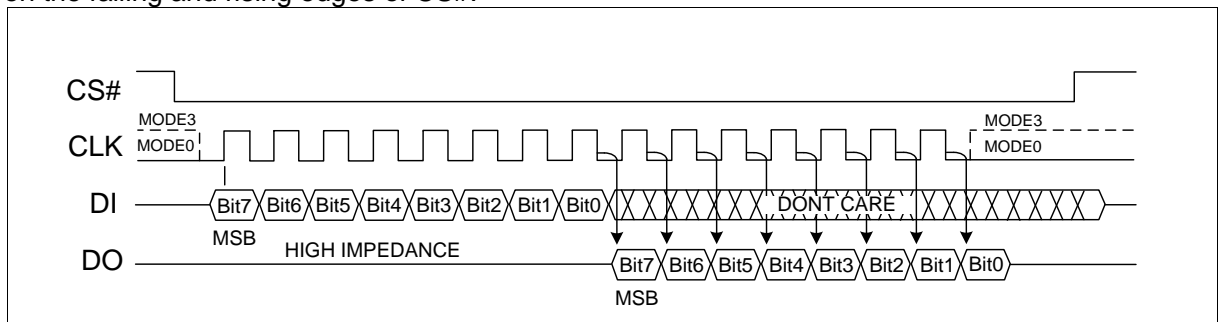 on the falling and rising edges of CS#.
CS#
MODE3 MODE3
CLK MODE0 MODE0
DI Bit7 Bit6 Bit5 Bit4 Bit3 Bit2 Bit1 Bit0 DONT CARE
MSB
HIGH IMPEDANCE
DO Bit7 Bit6 Bit5 Bit4 Bit3 Bit2 Bit1 Bit0
MSB